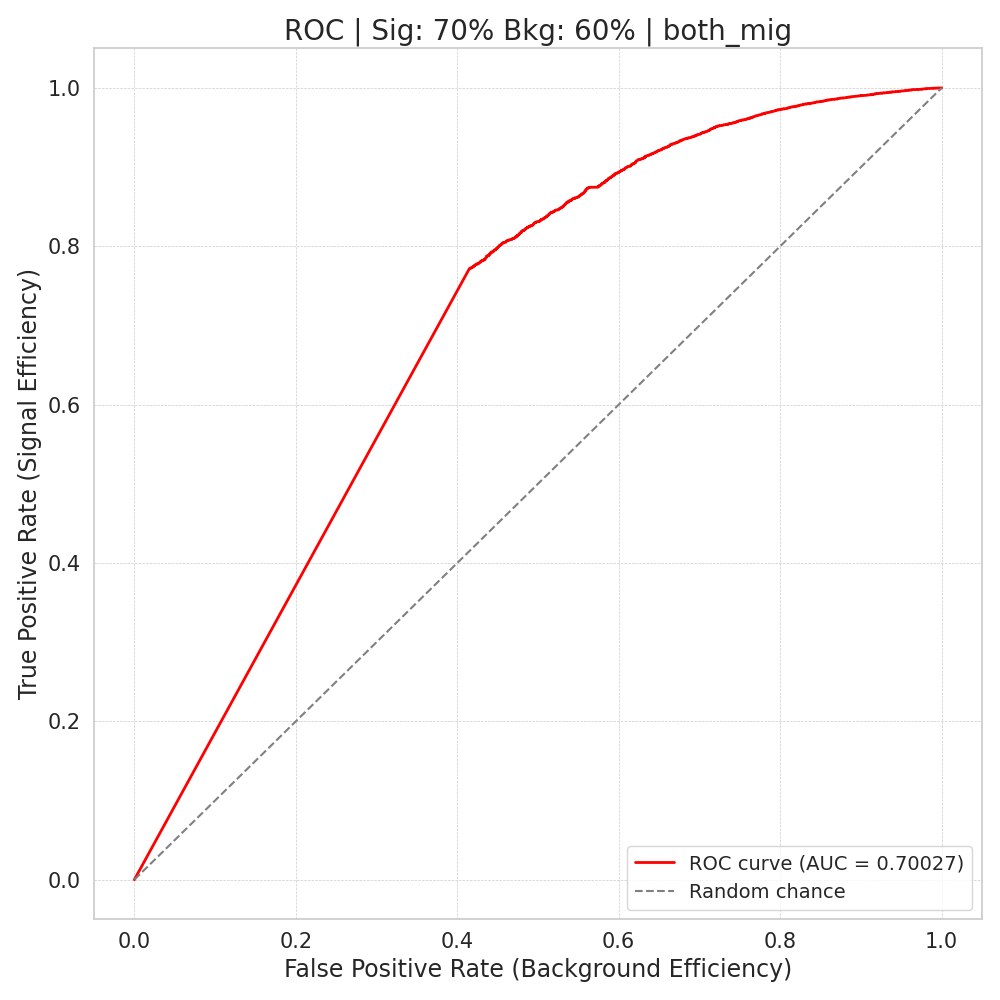 ROC | Sig: 70% Bkg: 60% | both_mig
True Positive Rate (Signal Efficiency)
1.0
0.8
0.6
0.4
0.2
0.0
ROC curve (AUC = 0.70027)
Random chance
0.0 0.2 0.4 0.6 0.8 1.0
False Positive Rate (Background Efficiency)